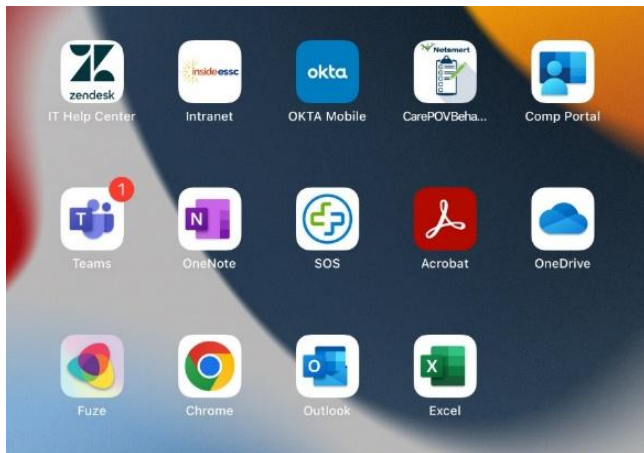 zendesk
insideessc
okta
Netsmart
IT Help Center
Intranet
OKTA Mobile
CarePOVBeha...
Comp Portal
1
T
N
Teams
OneNote
SOS
Acrobat
OneDrive
O
X
Fuze
Chrome
Outlook
Excel